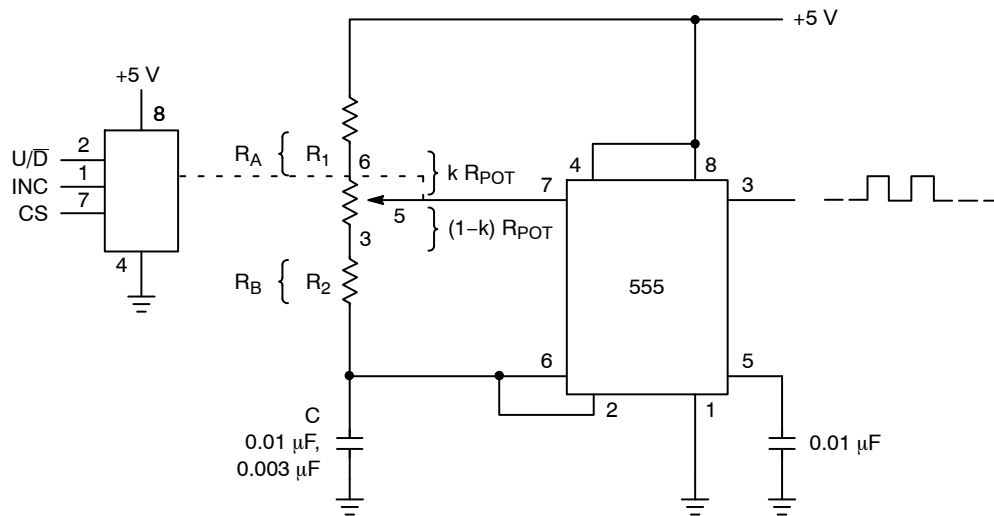 +5 V
+5 V
8
U/D̅
2
INC
1
CS
7
4
R_A { R_1
6
} k R_POT
5
} (1−k) R_POT
3
R_B { R_2
7
4
8
3
555
6
5
2
1
C
0.01 μF,
0.003 μF
0.01 μF